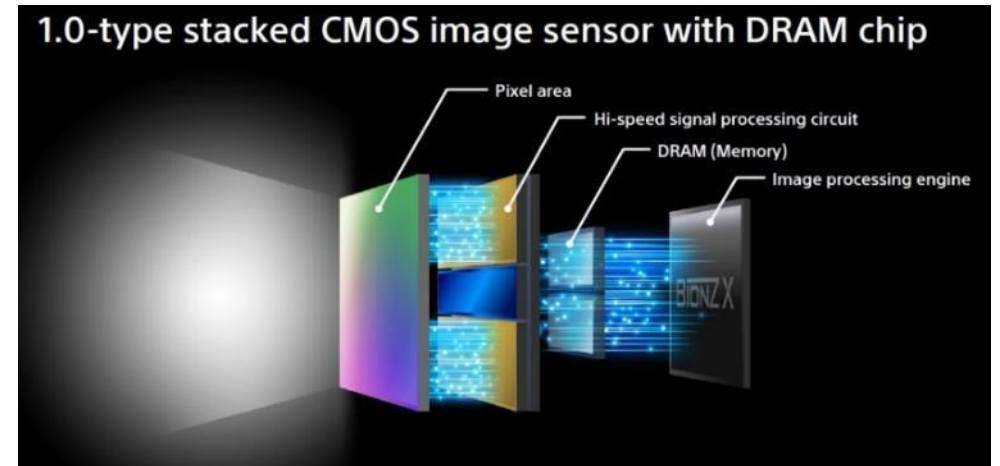 1.0-type stacked CMOS image sensor with DRAM chip
Pixel area
Hi-speed signal processing circuit
DRAM (Memory)
Image processing engine
BIONZ X